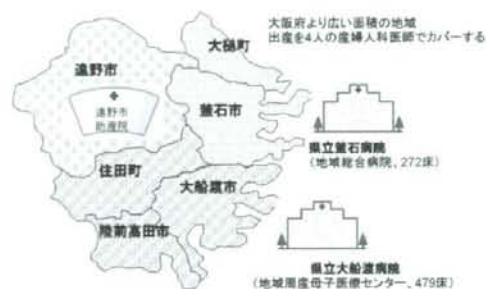 大阪府より広い面積の地域
出産を4人の産婦人科医師でカバーする
大槌町
遠野市
遠野市
助産院
釜石市
県立釜石病院
(地域総合病院、272床)
住田町
大船渡市
陸前高田市
県立大船渡病院
(地域周産母子医療センター、479床)